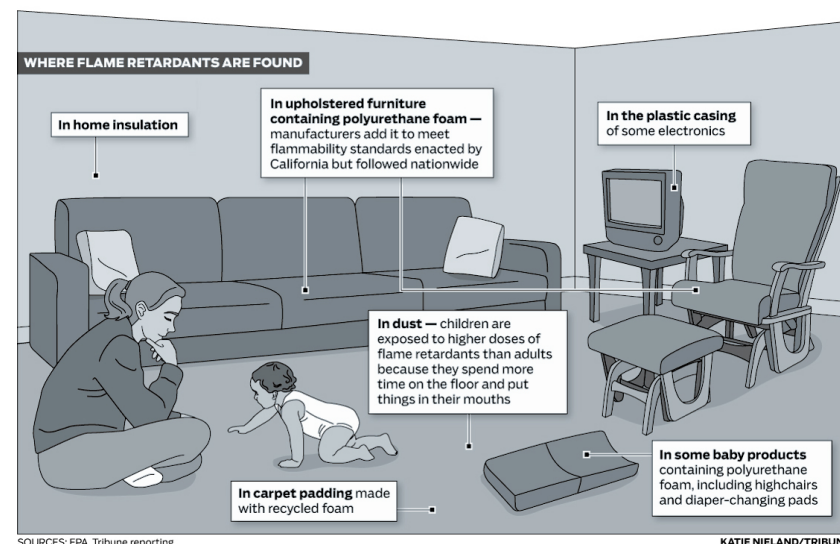 WHERE FLAME RETARDANTS ARE FOUND
In home insulation
In upholstered furniture
containing polyurethane foam —
manufacturers add it to meet
flammability standards enacted by
California but followed nationwide
In the plastic casing
of some electronics
In dust — children are
exposed to higher doses of
flame retardants than adults
because they spend more
time on the floor and put
things in their mouths
In carpet padding made
with recycled foam
In some baby products
containing polyurethane
foam, including highchairs
and diaper-changing pads
SOURCES: EPA, Tribune reporting
KATIE NIELAND/TRIBUN